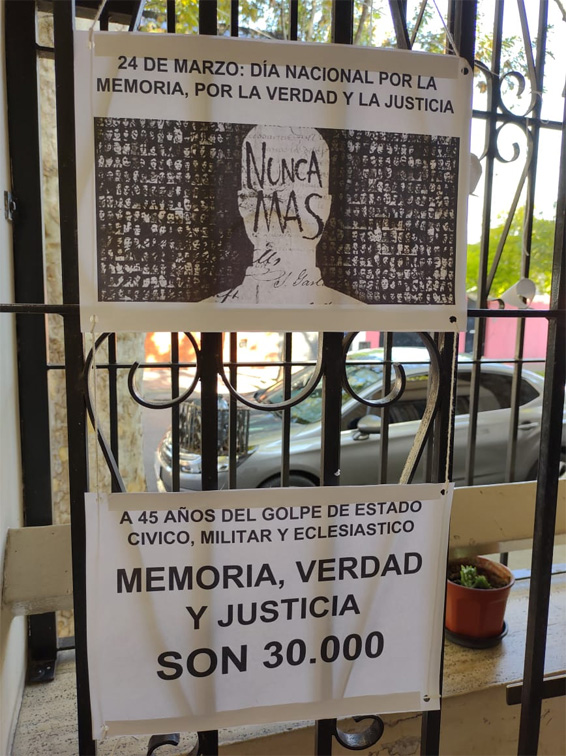 24 DE MARZO: DÍA NACIONAL POR LA
MEMORIA, POR LA VERDAD Y LA JUSTICIA
NUNCA
MAS
A 45 AÑOS DEL GOLPE DE ESTADO
CIVICO, MILITAR Y ECLESIASTICO
MEMORIA, VERDAD
Y JUSTICIA
SON 30.000